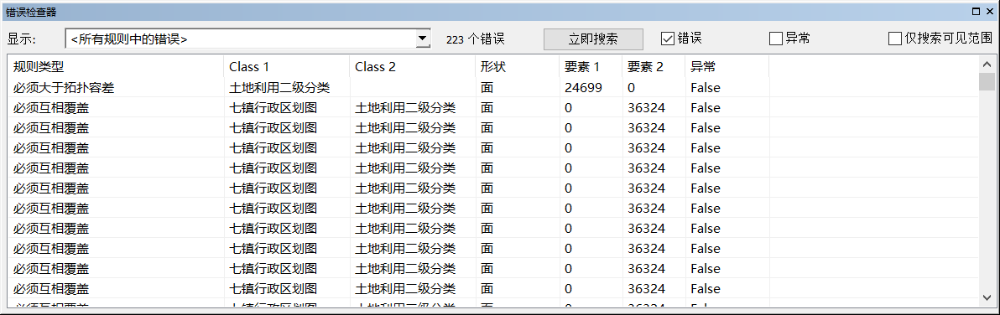 错误检查器
显示: <所有规则中的错误> 223 个错误 立即搜索 错误 异常 仅搜索可见范围
规则类型 Class 1 Class 2 形状 要素 1 要素 2 异常
必须大于拓扑容差 土地利用二级分类 面 24699 0 False
必须互相覆盖 七镇行政区划图 土地利用二级分类 面 0 36324 False
必须互相覆盖 七镇行政区划图 土地利用二级分类 面 0 36324 False
必须互相覆盖 七镇行政区划图 土地利用二级分类 面 0 36324 False
必须互相覆盖 七镇行政区划图 土地利用二级分类 面 0 36324 False
必须互相覆盖 七镇行政区划图 土地利用二级分类 面 0 36324 False
必须互相覆盖 七镇行政区划图 土地利用二级分类 面 0 36324 False
必须互相覆盖 七镇行政区划图 土地利用二级分类 面 0 36324 False
必须互相覆盖 七镇行政区划图 土地利用二级分类 面 0 36324 False
必须互相覆盖 七镇行政区划图 土地利用二级分类 面 0 36324 False
必须互相覆盖 七镇行政区划图 土地利用二级分类 面 0 36324 False